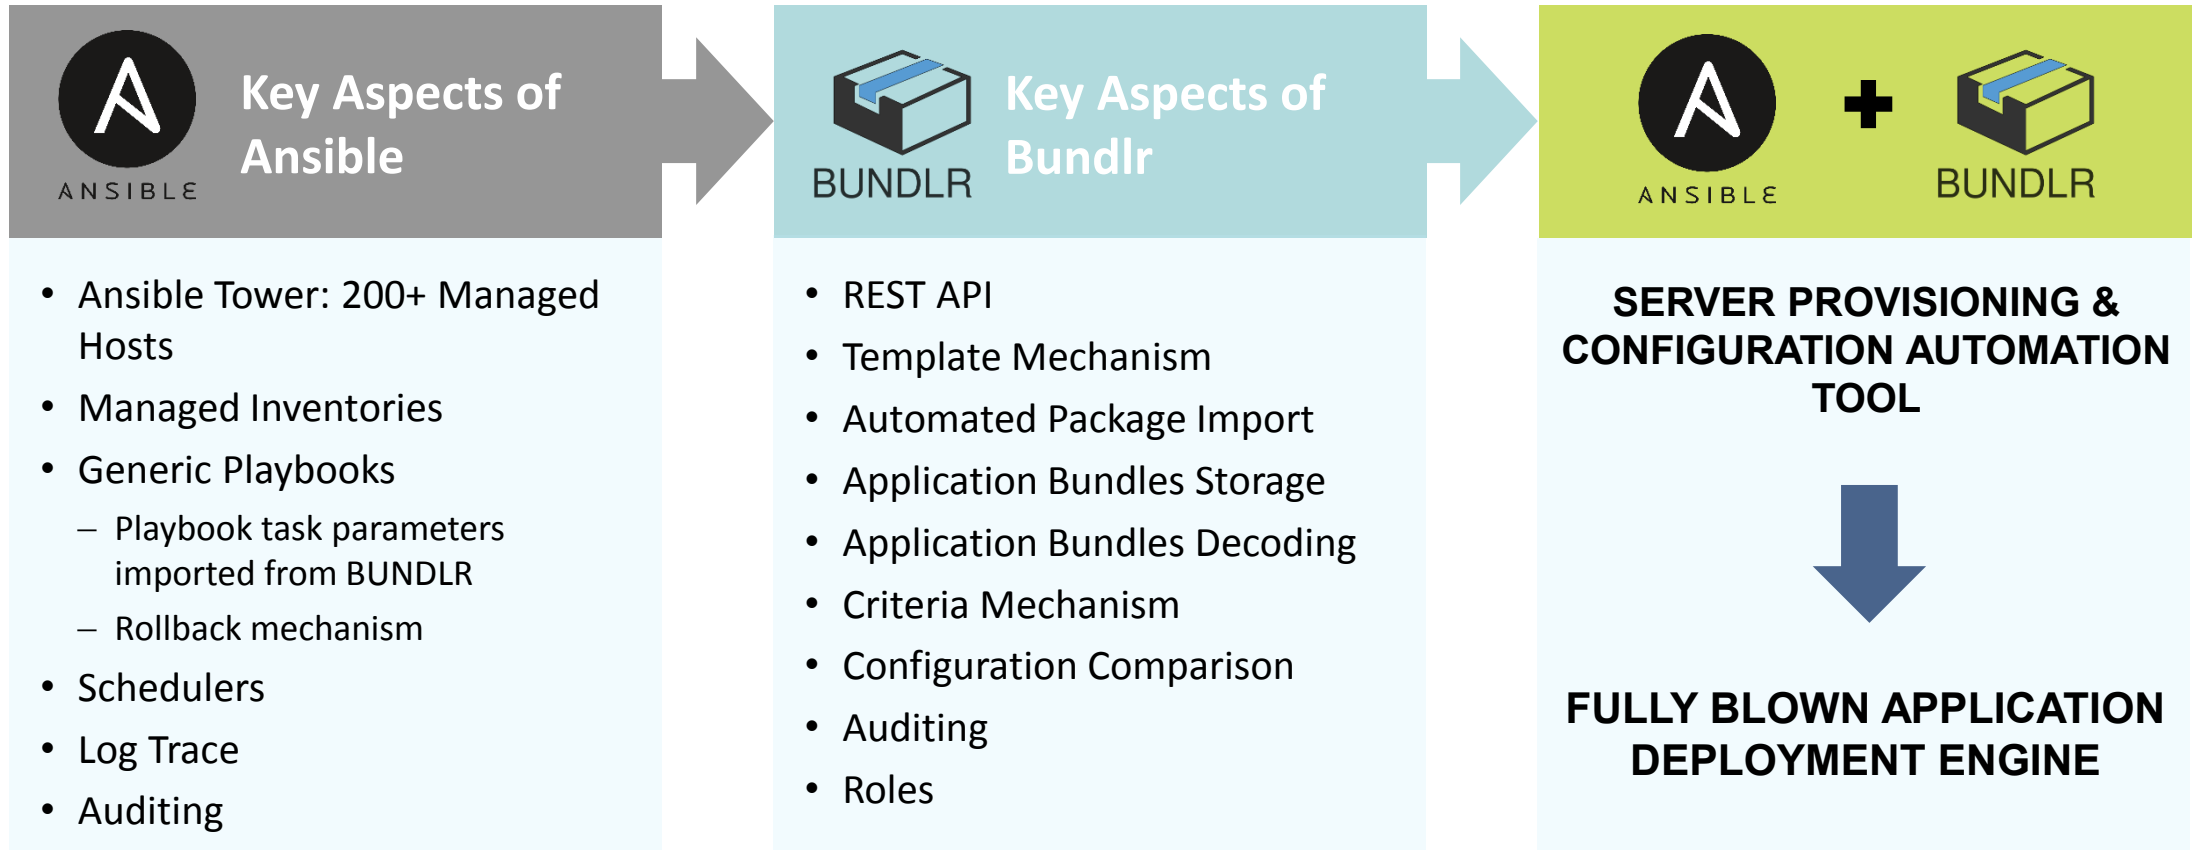 ANSIBLE
Key Aspects of
Ansible
• Ansible Tower: 200+ Managed
Hosts
• Managed Inventories
• Generic Playbooks
– Playbook task parameters
imported from BUNDLR
– Rollback mechanism
• Schedulers
• Log Trace
• Auditing
BUNDLR
Key Aspects of
Bundlr
• REST API
• Template Mechanism
• Automated Package Import
• Application Bundles Storage
• Application Bundles Decoding
• Criteria Mechanism
• Configuration Comparison
• Auditing
• Roles
ANSIBLE
+
BUNDLR
SERVER PROVISIONING &
CONFIGURATION AUTOMATION
TOOL
FULLY BLOWN APPLICATION
DEPLOYMENT ENGINE